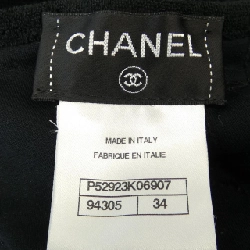 CHANEL
MADE IN ITALY
FABRIQUE EN ITALIE
P52923K06907
94305 34